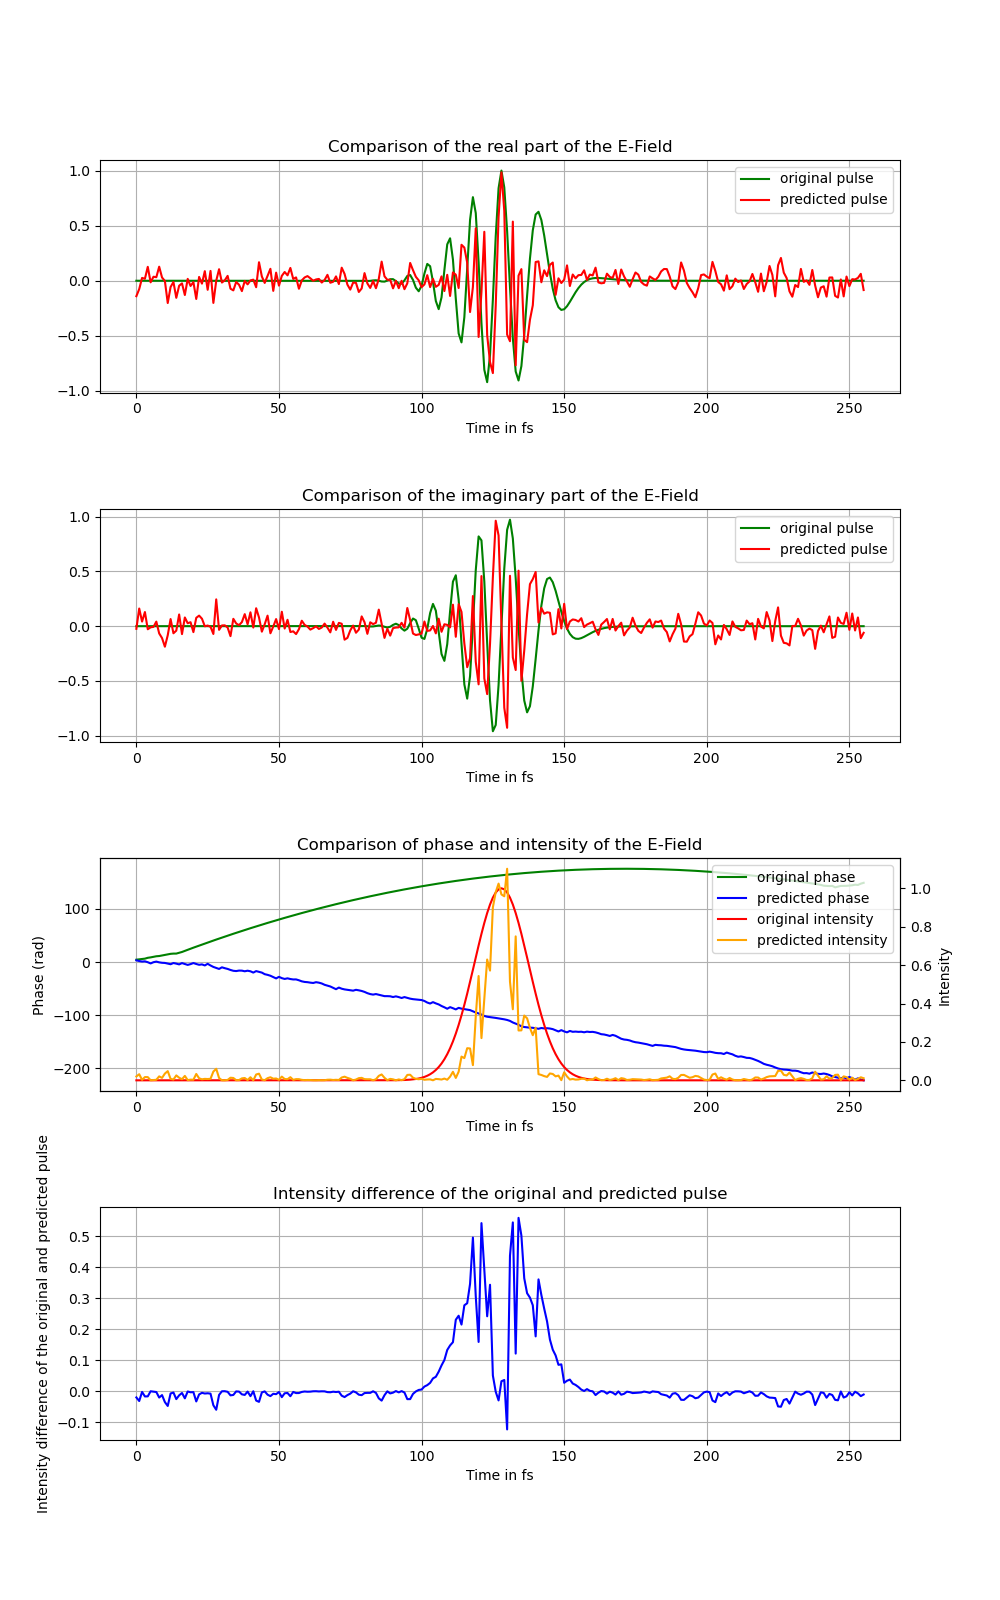 Comparison of the real part of the E-Field
1.0
0.5
0.0
−0.5
−1.0
original pulse
predicted pulse
0 50 100 150 200 250
Time in fs
Comparison of the imaginary part of the E-Field
1.0
0.5
0.0
−0.5
−1.0
original pulse
predicted pulse
0 50 100 150 200 250
Time in fs
Comparison of phase and intensity of the E-Field
Phase (rad)
100
0
−100
−200
original phase
predicted phase
original intensity
predicted intensity
1.0
0.8
0.6
0.4
0.2
0.0
Intensity
0 50 100 150 200 250
Time in fs
Intensity difference of the original and predicted pulse
Intensity difference of the original and predicted pulse
0.5
0.4
0.3
0.2
0.1
0.0
−0.1
0 50 100 150 200 250
Time in fs